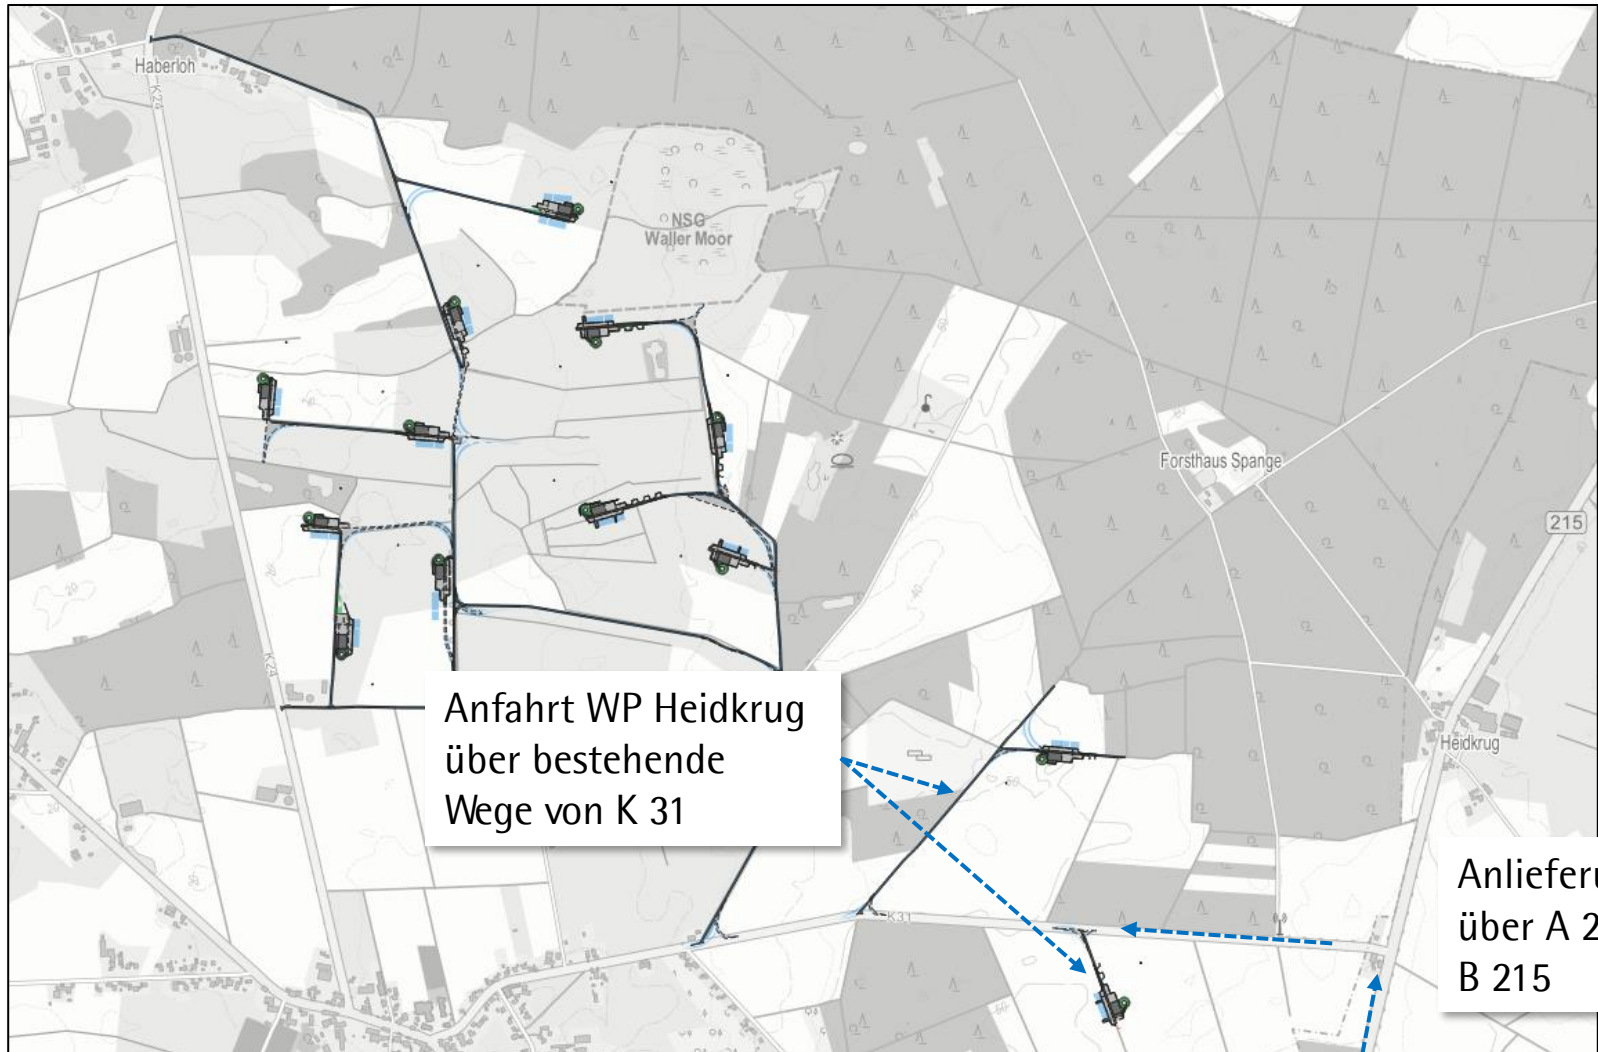 Haberloh
K24
NSG
Waller Moor
Forsthaus Spange
215
K24
Anfahrt WP Heidkrug
über bestehende
Wege von K 31
Heidkrug
K31
über A 2
B 215